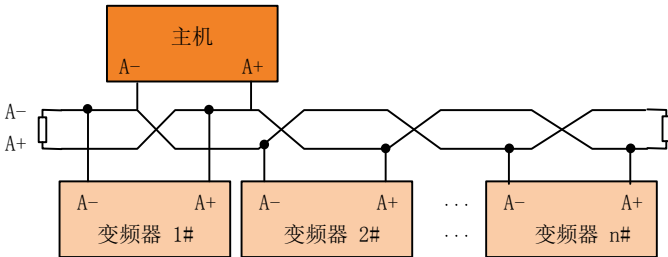 主机
A- A+
A-
A+
A- A+ A- A+ ··· A- A+
变频器 1# 变频器 2# ··· 变频器 n#